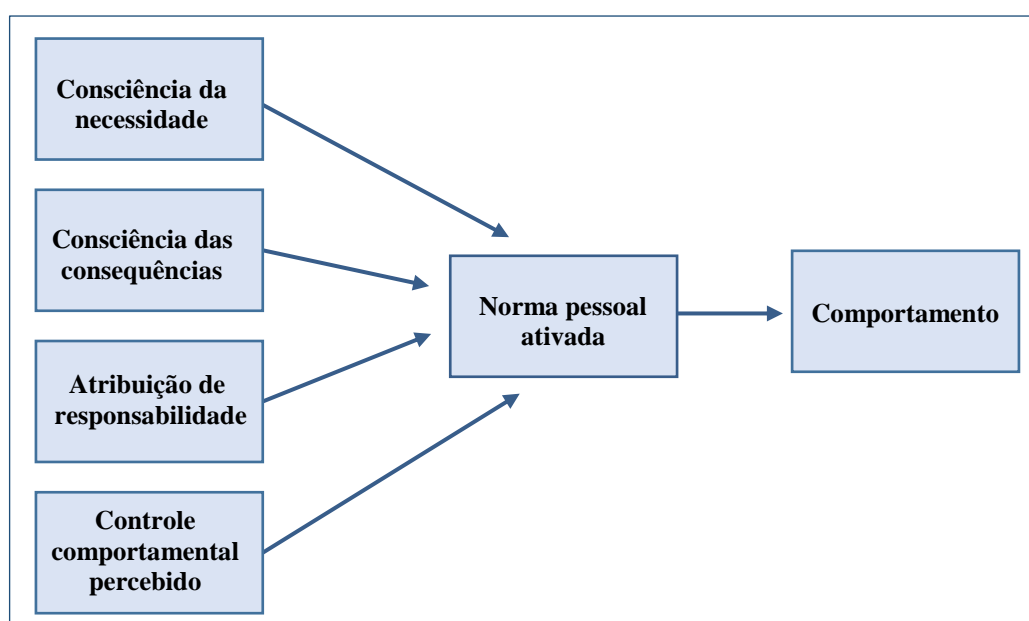 Consciência da
necessidade
Consciência das
consequências
Atribuição de
responsabilidade
Controle
comportamental
percebido
Norma pessoal
ativada
Comportamento